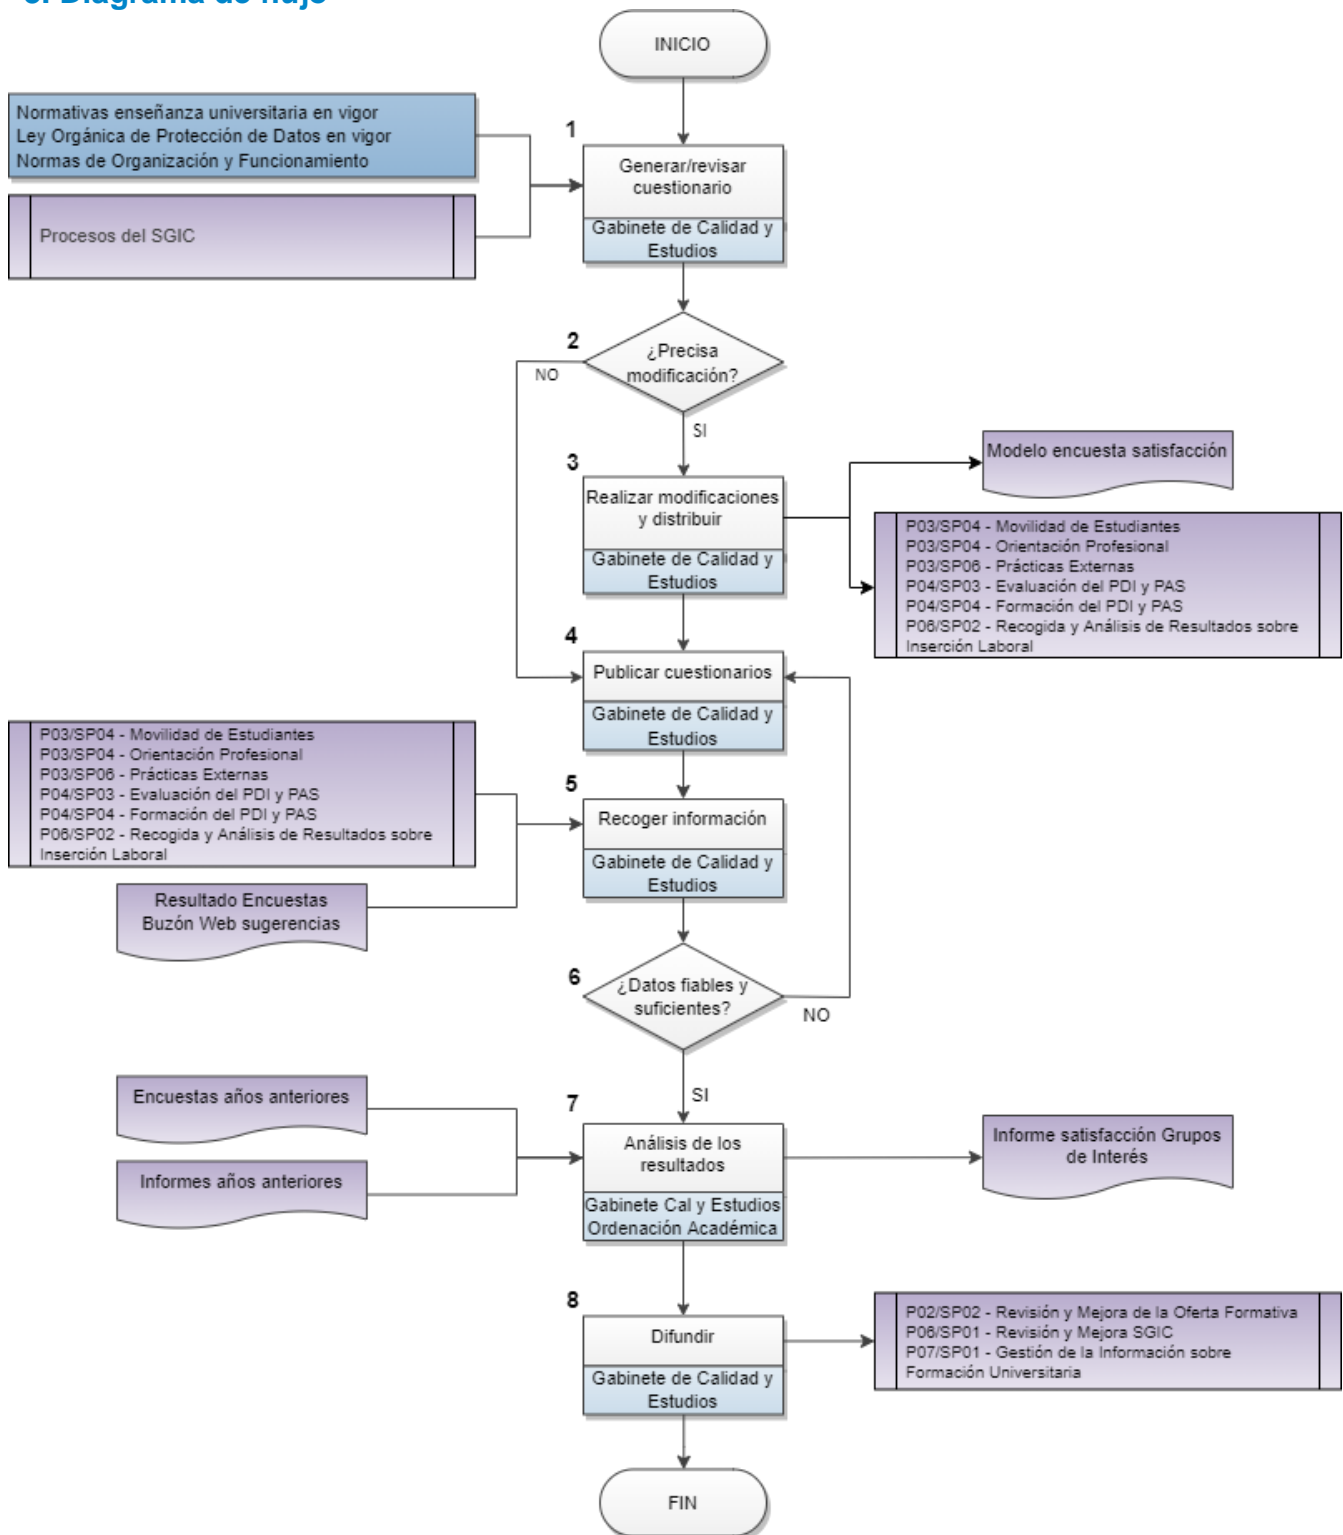 Diagrama de flujo
INICIO
Normativas enseñanza universitaria en vigor
Ley Orgánica de Protección de Datos en vigor
Normas de Organización y Funcionamiento
Procesos del SGIC
1
Generar/revisar
cuestionario
Gabinete de Calidad y
Estudios
2
¿Precisa
modificación?
NO
SI
3
Realizar modificaciones
y distribuir
Gabinete de Calidad y
Estudios
Modelo encuesta satisfacción
P03/SP04 - Movilidad de Estudiantes
P03/SP04 - Orientación Profesional
P03/SP06 - Prácticas Externas
P04/SP03 - Evaluación del PDI y PAS
P04/SP04 - Formación del PDI y PAS
P06/SP02 - Recogida y Análisis de Resultados sobre
Inserción Laboral
4
Publicar cuestionarios
Gabinete de Calidad y
Estudios
P03/SP04 - Movilidad de Estudiantes
P03/SP04 - Orientación Profesional
P03/SP06 - Prácticas Externas
P04/SP03 - Evaluación del PDI y PAS
P04/SP04 - Formación del PDI y PAS
P06/SP02 - Recogida y Análisis de Resultados sobre
Inserción Laboral
Resultado Encuestas
Buzón Web sugerencias
5
Recoger información
Gabinete de Calidad y
Estudios
6
¿Datos fiables y
suficientes?
NO
SI
Encuestas años anteriores
Informes años anteriores
7
Análisis de los
resultados
Gabinete Cal y Estudios
Ordenación Académica
Informe satisfacción Grupos
de Interés
8
Difundir
Gabinete de Calidad y
Estudios
P02/SP02 - Revisión y Mejora de la Oferta Formativa
P06/SP01 - Revisión y Mejora SGIC
P07/SP01 - Gestión de la Información sobre
Formación Universitaria
FIN